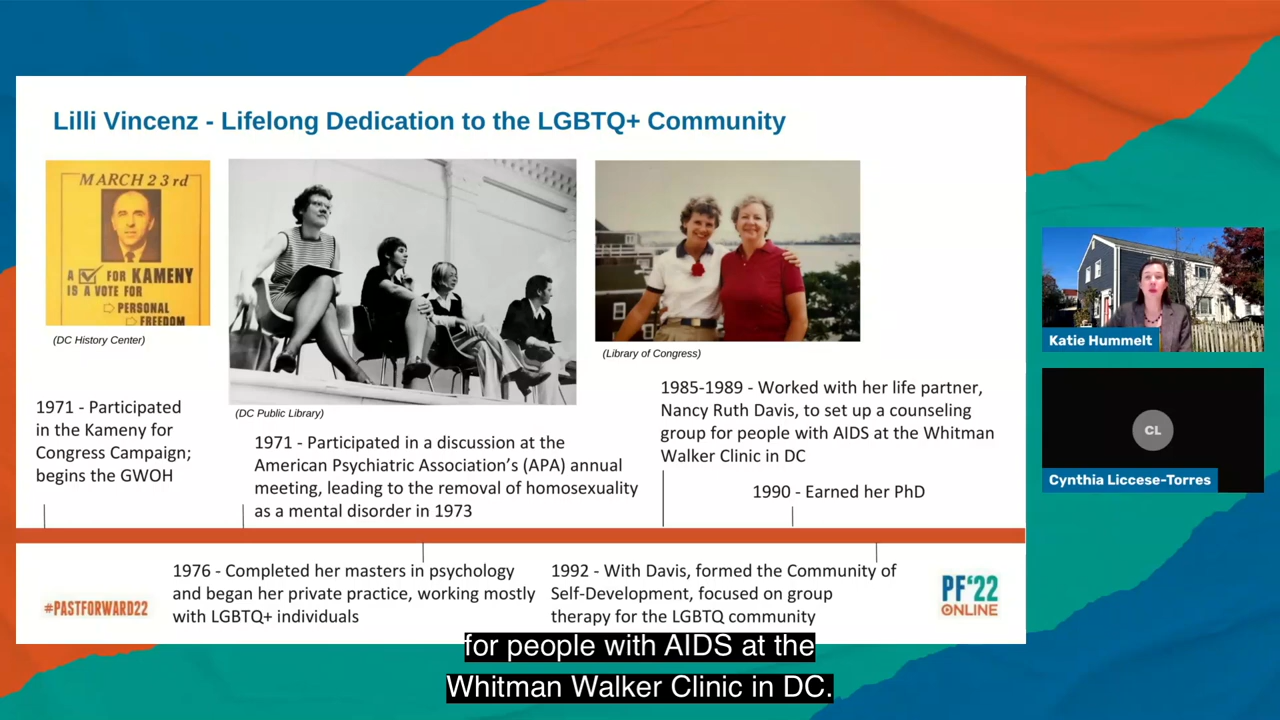 Lilli Vincenz - Lifelong Dedication to the LGBTQ+ Community
MARCH 23rd
A ☑ FOR KAMENY
IS A VOTE FOR
⇨ PERSONAL
FREEDOM
(DC History Center)
(DC Public Library)
(Library of Congress)
1971 - Participated
in the Kameny for
Congress Campaign;
begins the GWOH
1971 - Participated in a discussion at the
American Psychiatric Association's (APA) annual
meeting, leading to the removal of homosexuality
as a mental disorder in 1973
1985-1989 - Worked with her life partner,
Nancy Ruth Davis, to set up a counseling
group for people with AIDS at the Whitman
Walker Clinic in DC
1990 - Earned her PhD
#PASTFORWARD22
1976 - Completed her masters in psychology
and began her private practice, working mostly
with LGBTQ+ individuals
1992 - With Davis, formed the Community of
Self-Development, focused on group
therapy for the LGBTQ community
PF'22
ONLINE
Katie Hummelt
CL
Cynthia Liccese-Torres
for people with AIDS at the
Whitman Walker Clinic in DC.